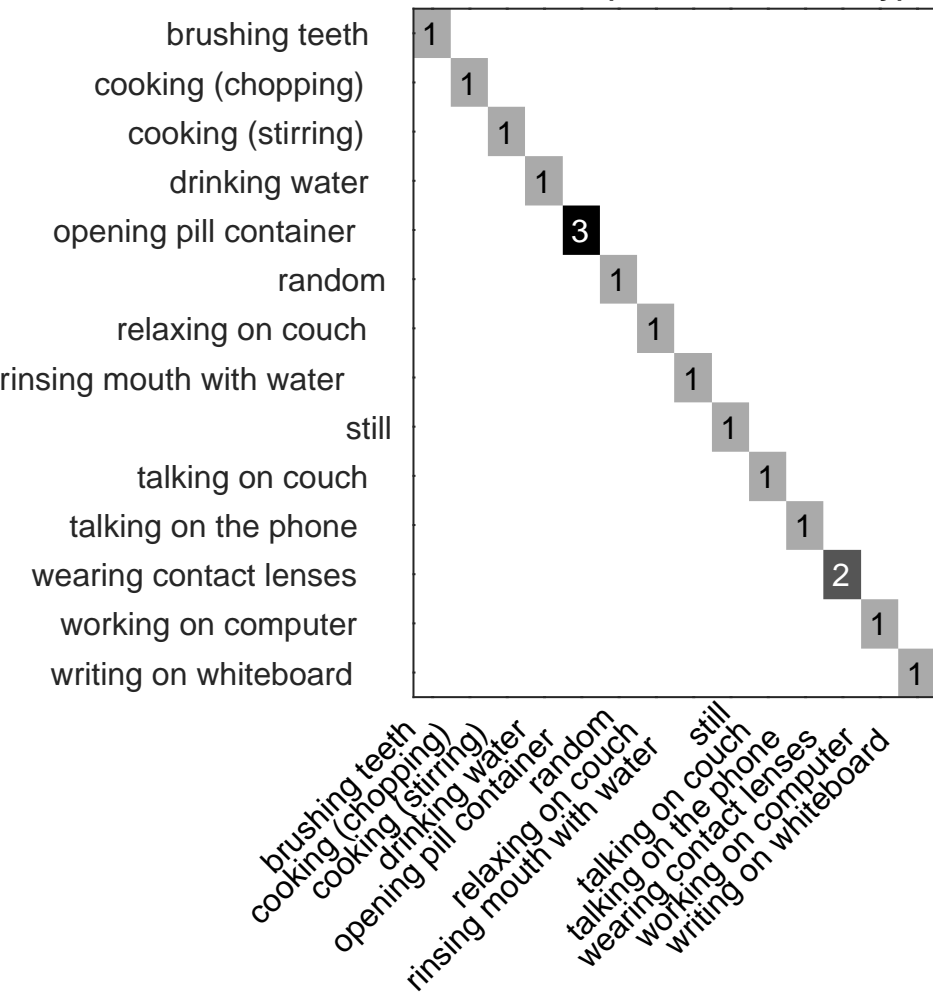 brushing teeth 1
cooking (chopping) 1
cooking (stirring) 1
drinking water 1
opening pill container 3
random 1
relaxing on couch 1
rinsing mouth with water 1
still 1
talking on couch 1
talking on the phone 1
wearing contact lenses 2
working on computer 1
writing on whiteboard 1
brushing teeth
cooking (chopping)
cooking (stirring)
drinking water
opening pill container
random
relaxing on couch
rinsing mouth with water
still
talking on couch
talking on the phone
wearing contact lenses
working on computer
writing on whiteboard